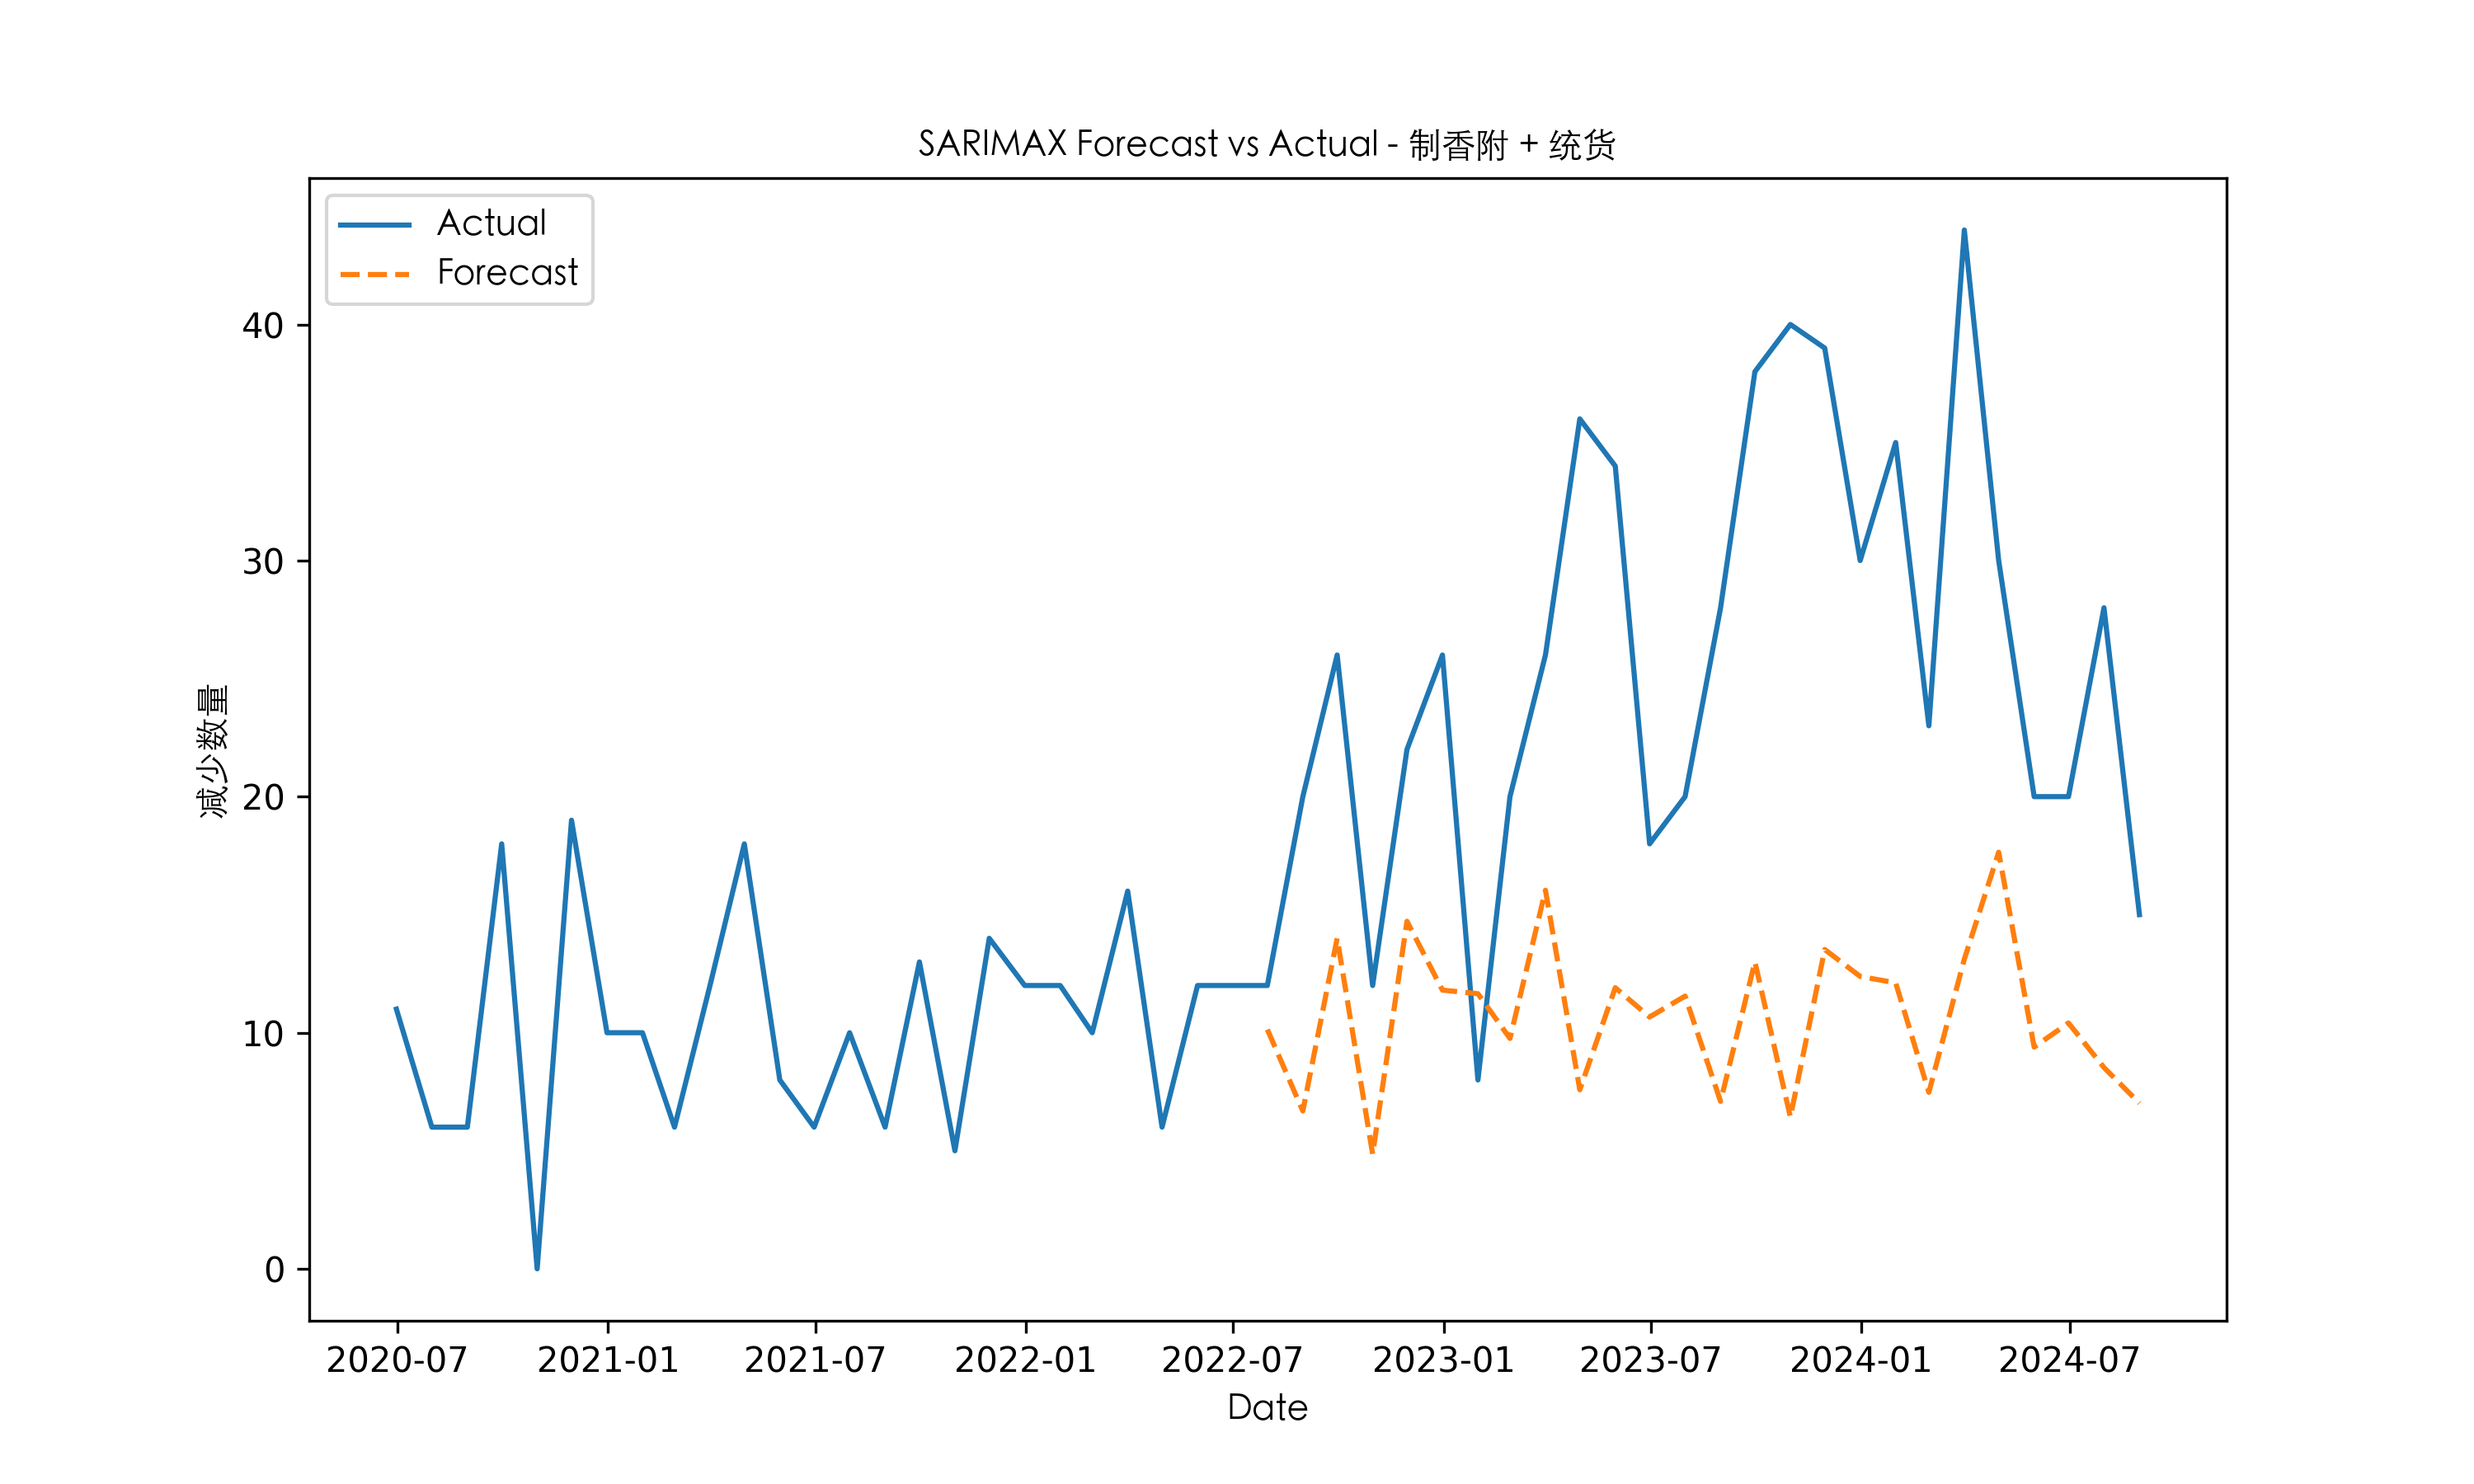 SARIMAX Forecast vs Actual - 制香附 + 统货
Actual
Forecast
减少数量
40
30
20
10
0
2020-07
2021-01
2021-07
2022-01
2022-07
2023-01
2023-07
2024-01
2024-07
Date